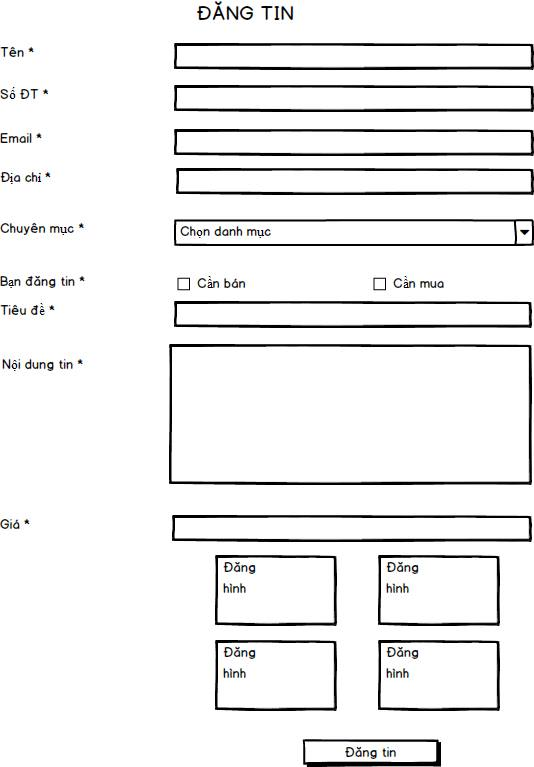 ĐĂNG TIN
Tên *
Số ĐT *
Email *
Địa chỉ *
Chuyên mục * Chọn danh mục
Bạn đăng tin * Cần bán Cần mua
Tiêu đề *
Nội dung tin *
Giá *
Đăng Đăng
hình hình
Đăng Đăng
hình hình
Đăng tin